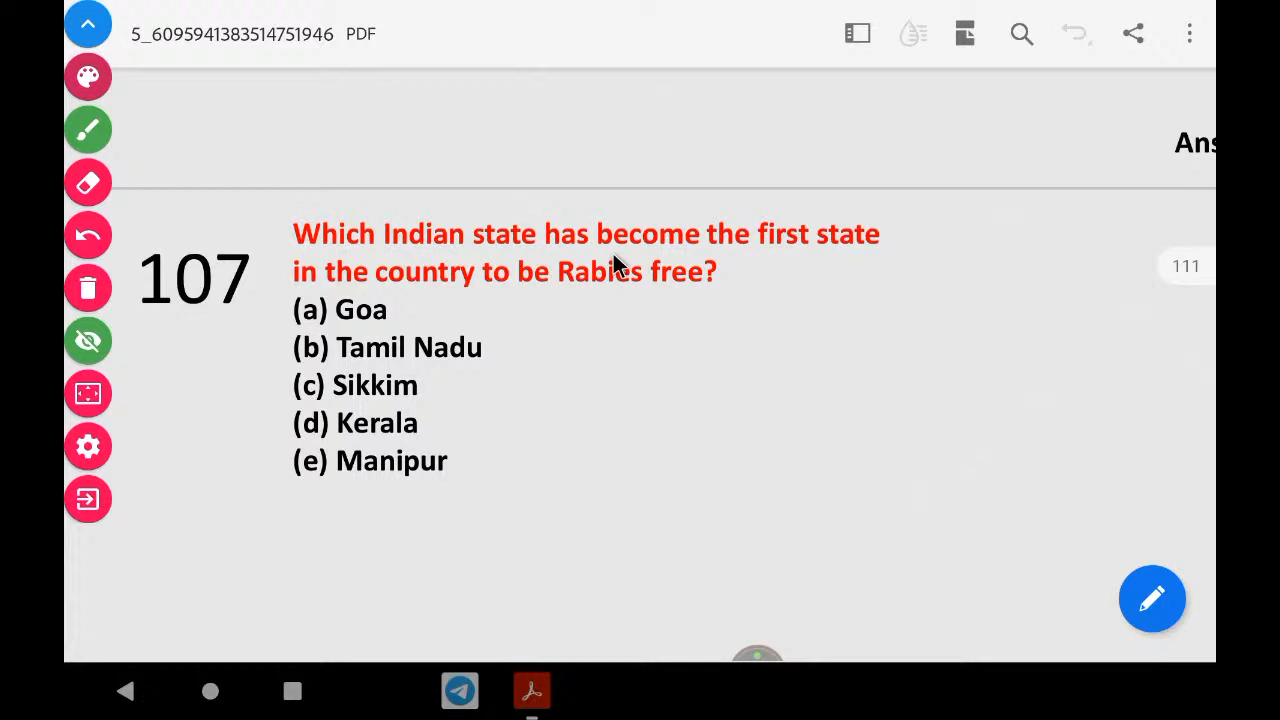 5_6095941383514751946 PDF
Ans
107
Which Indian state has become the first state
in the country to be Rabies free?
(a) Goa
(b) Tamil Nadu
(c) Sikkim
(d) Kerala
(e) Manipur
111